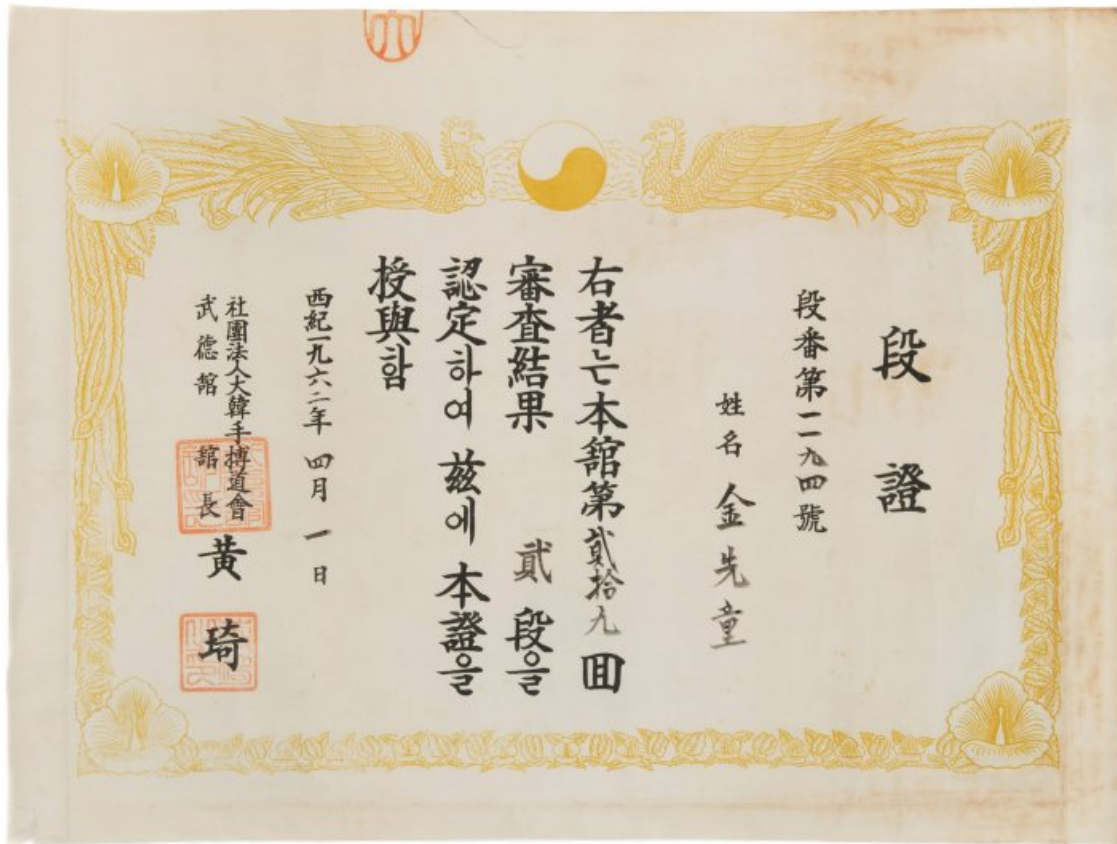 段證
段番第二一九四號
姓名 金先童
右者는本舘第貳拾九回
審査結果 貳段을
認定하여 玆에 本證을
授與함
西紀一九六二年 四月 一日
社團法人大韓手搏道會
武德舘 舘長
黃琦